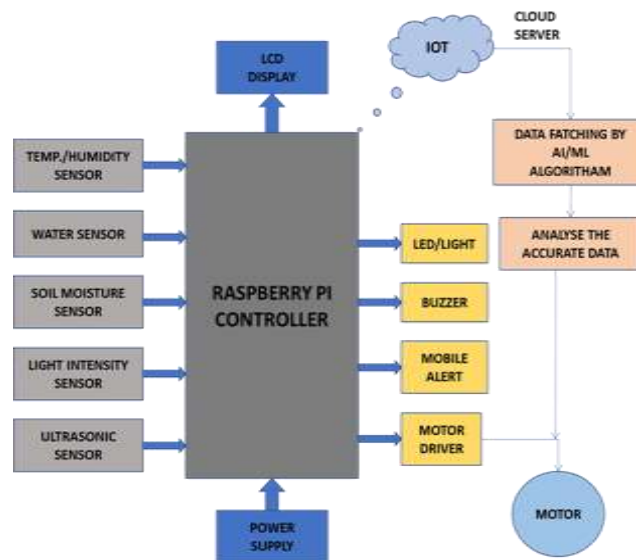 LCD
DISPLAY
IOT
CLOUD
SERVER
TEMP./HUMIDITY
SENSOR
WATER SENSOR
SOIL MOISTURE
SENSOR
LIGHT INTENSITY
SENSOR
ULTRASONIC
SENSOR
RASPBERRY PI
CONTROLLER
LED/LIGHT
BUZZER
MOBILE
ALERT
MOTOR
DRIVER
DATA FATCHING BY
AI/ML
ALGORITHAM
ANALYSE THE
ACCURATE DATA
MOTOR
POWER
SUPPLY